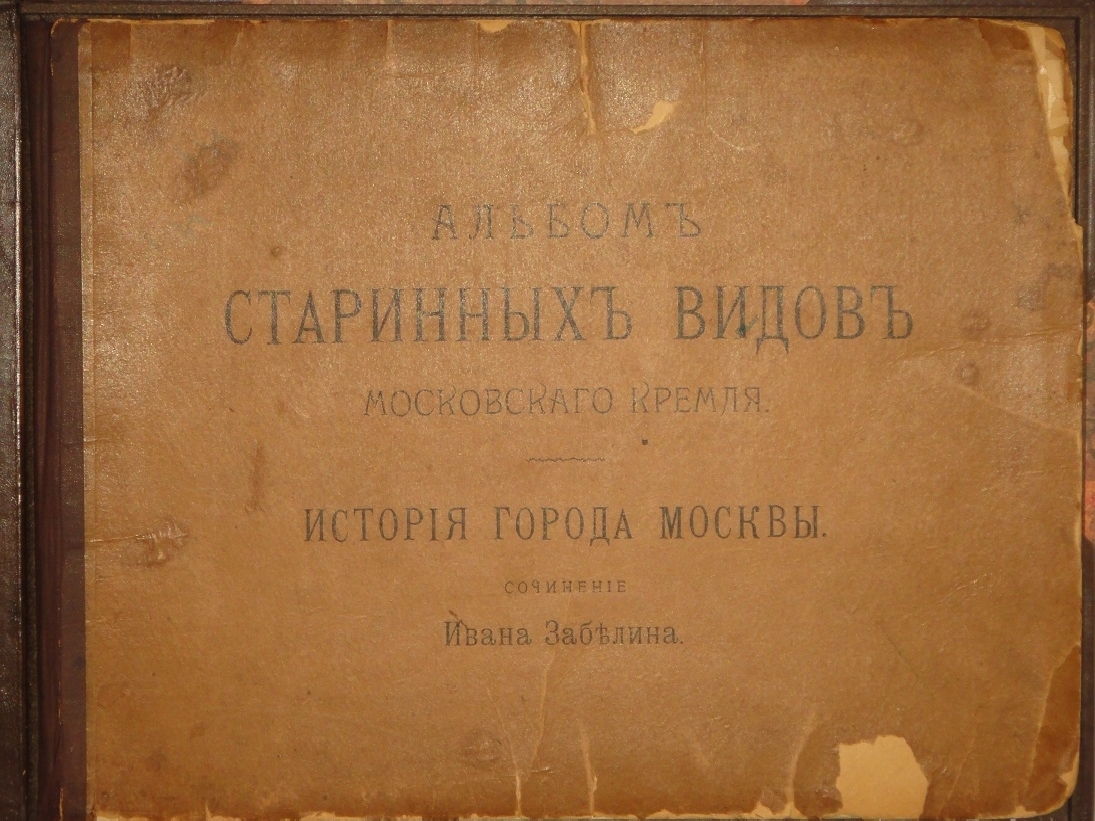 АЛЬБОМЪ
СТАРИННЫХЪ ВИДОВЪ
МОСКОВСКАГО КРЕМЛЯ.
ИСТОРІЯ ГОРОДА МОСКВЫ.
СОЧИНЕНІЕ
Ивана Забѣлина.